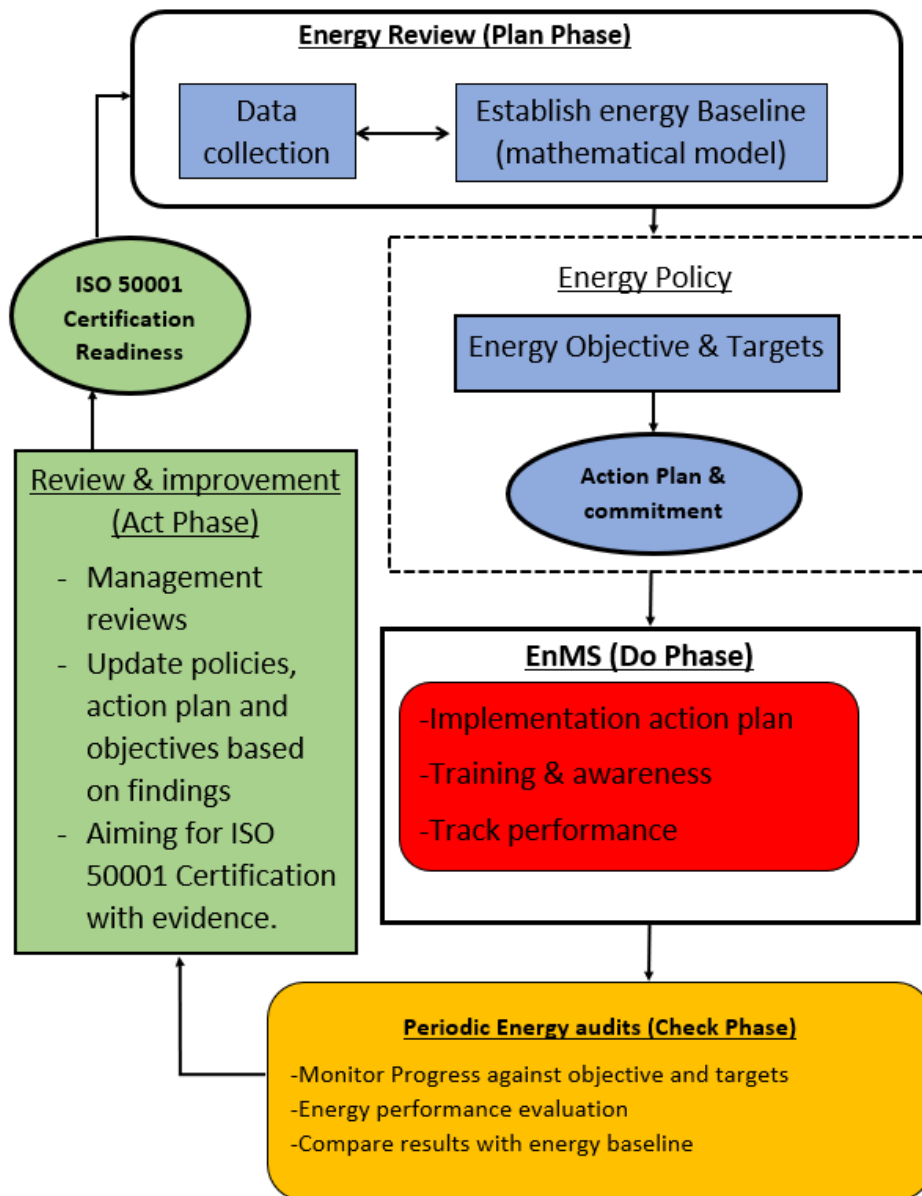 Energy Review (Plan Phase)
Data
collection
Establish energy Baseline
(mathematical model)
Energy Policy
Energy Objective & Targets
Action Plan &
commitment
EnMS (Do Phase)
-Implementation action plan
-Training & awareness
-Track performance
Periodic Energy audits (Check Phase)
-Monitor Progress against objective and targets
-Energy performance evaluation
-Compare results with energy baseline
Review & improvement
(Act Phase)
- Management
reviews
- Update policies,
action plan and
objectives based
on findings
- Aiming for ISO
50001 Certification
with evidence.
ISO 50001
Certification
Readiness